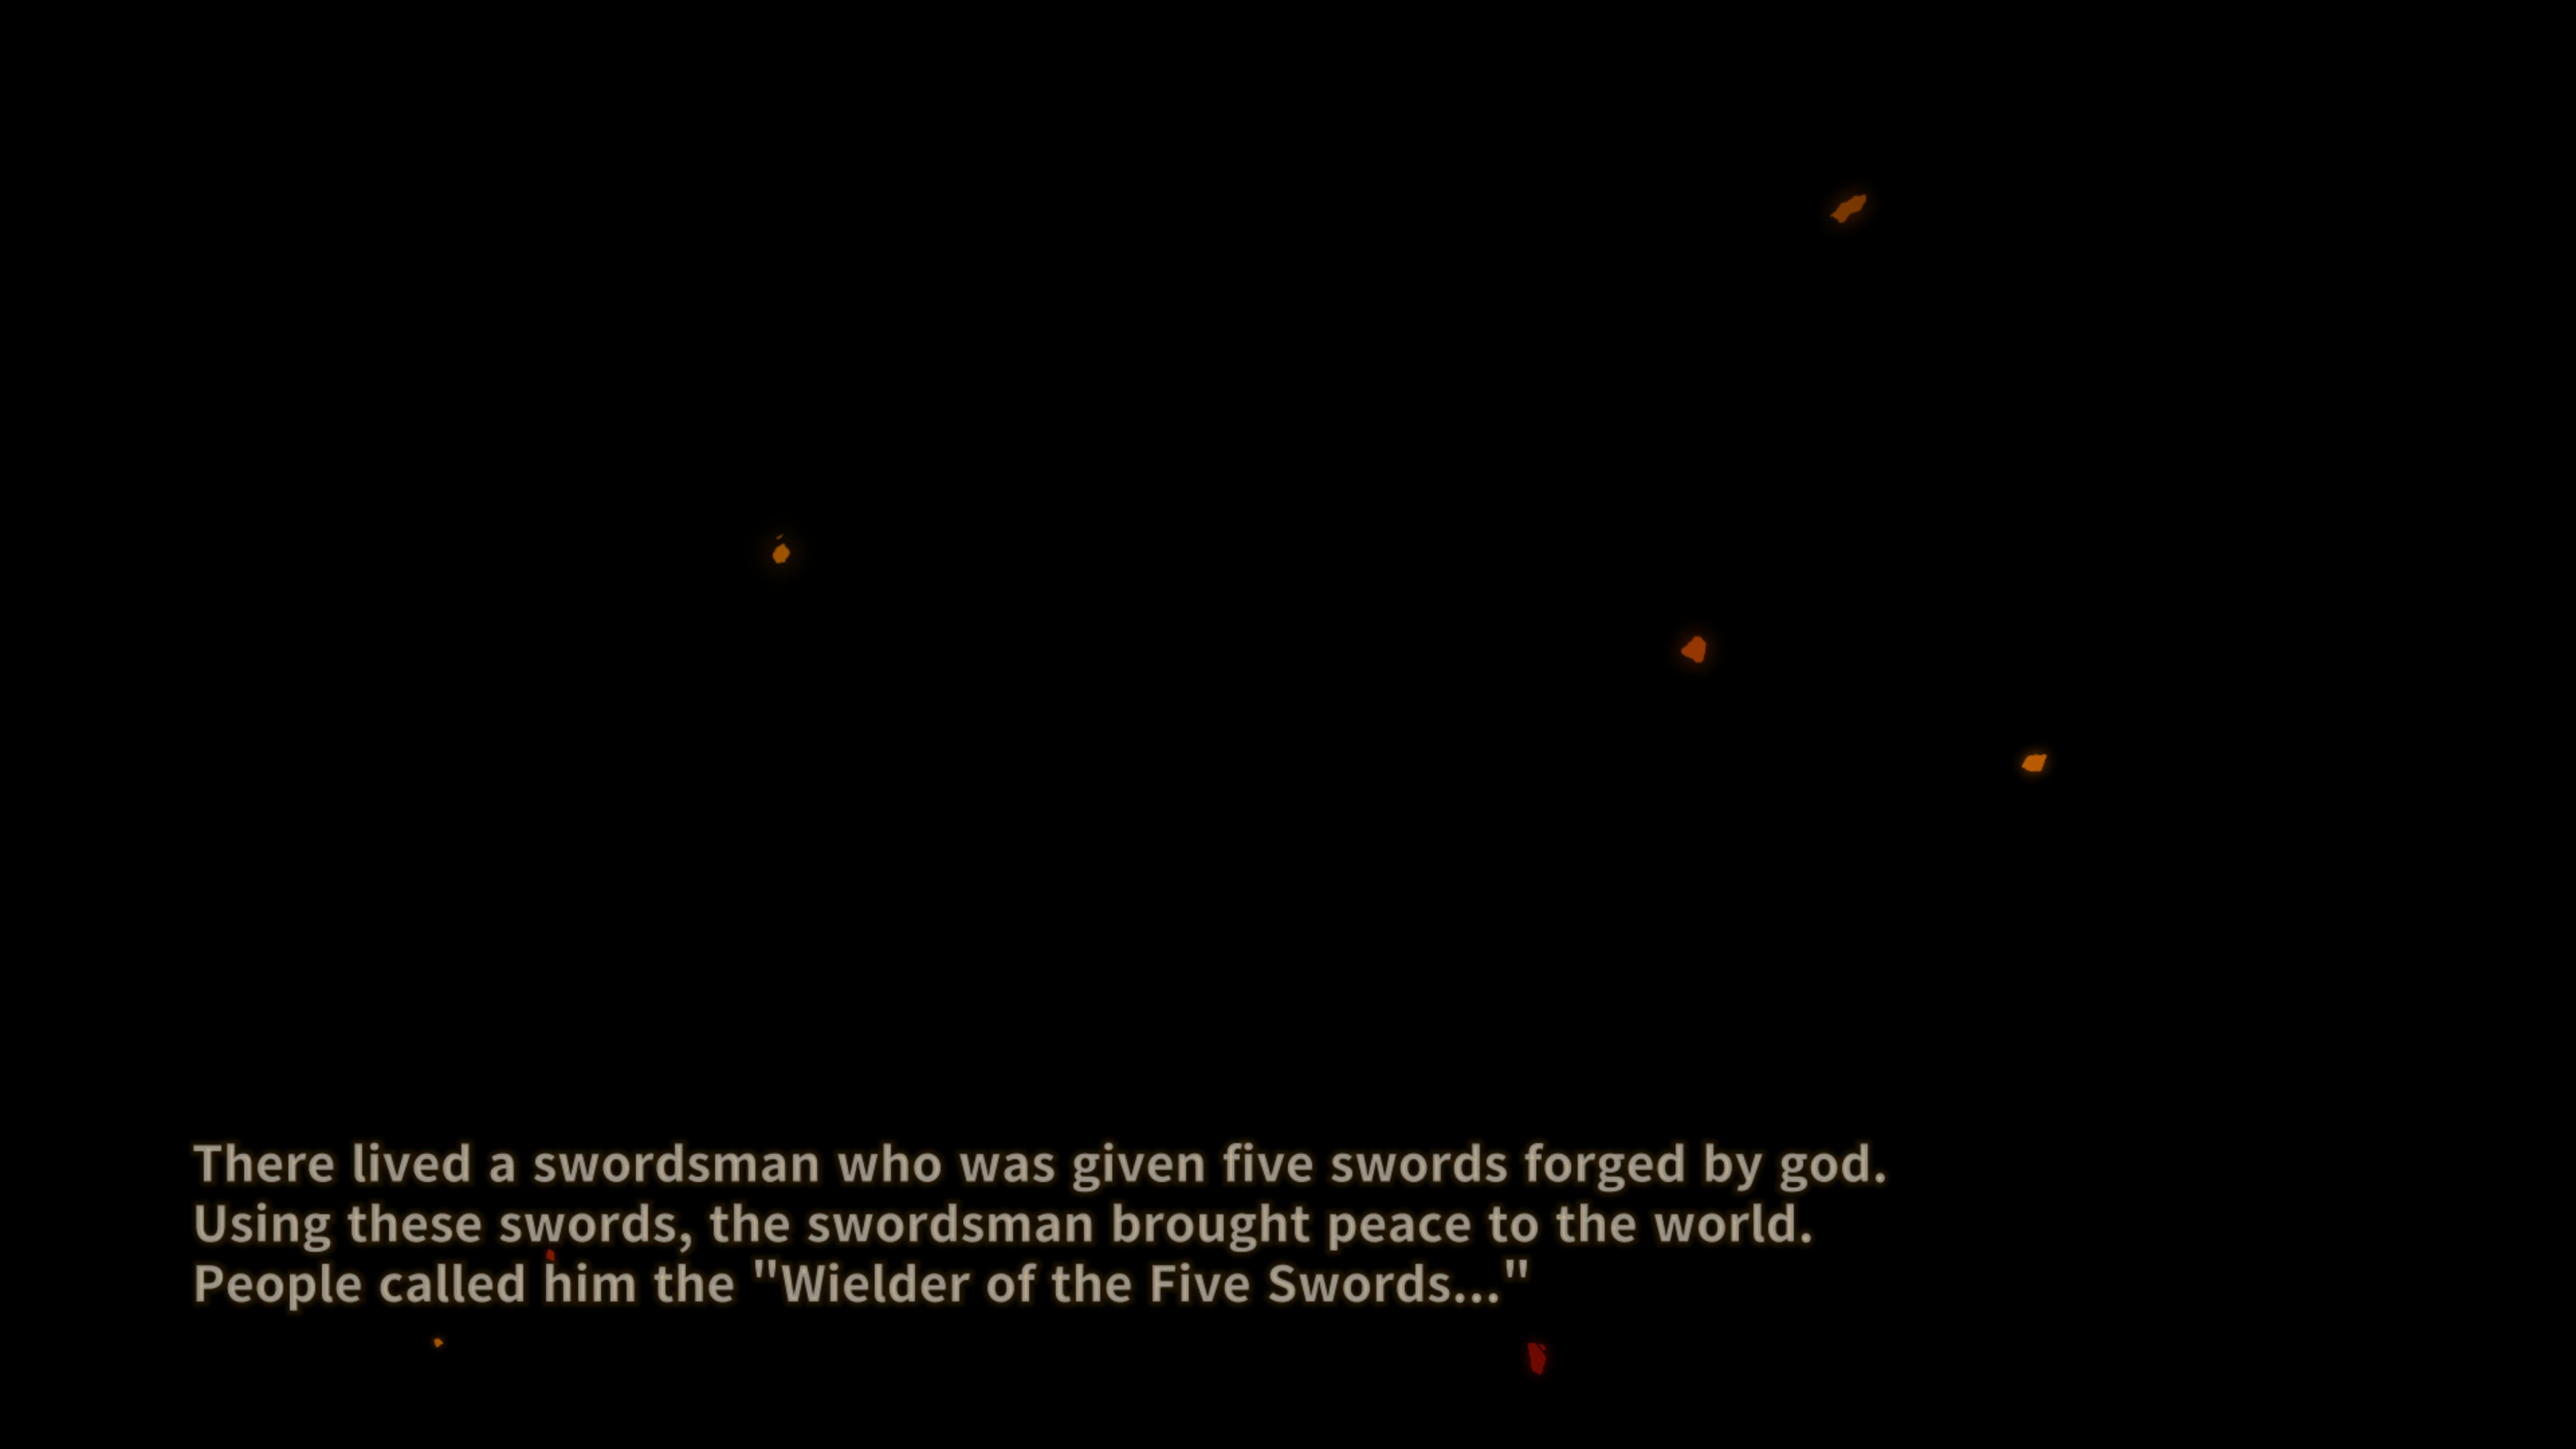 There lived a swordsman who was given five swords forged by god.
Using these swords, the swordsman brought peace to the world.
People called him the "Wielder of the Five Swords..."